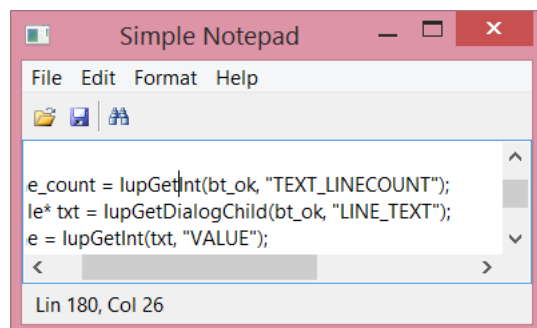 Simple Notepad
File Edit Format Help
e_count = IupGetInt(bt_ok, "TEXT_LINECOUNT");
le* txt = IupGetDialogChild(bt_ok, "LINE_TEXT");
e = IupGetInt(txt, "VALUE");
Lin 180, Col 26